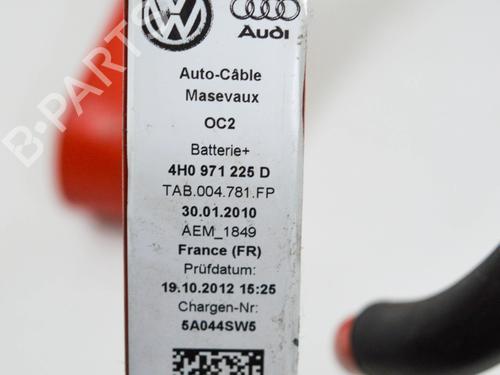 Audi
Auto-Câble
Masevaux
OC2
Batterie+
4H0 971 225 D
TAB.004.781.FP
30.01.2010
AEM_1849
France (FR)
Prüfdatum:
19.10.2012 15:25
Chargen-Nr:
5A044SW5
B-PARTS